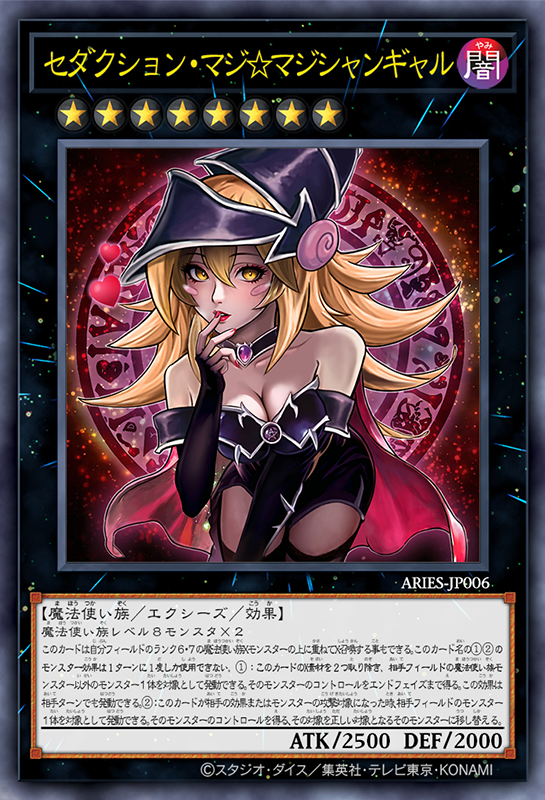 セダクション・マジ☆マジシャンギャル
やみ
闇
ARIES-JP006
【魔法使い族／エクシーズ／効果】
魔法使い族レベル８モンスター×２
このカードは自分フィールドのランク６・７の魔法使い族Xモンスターの上に重ねてX召喚する事もできる。このカード名の①②の
モンスター効果は１ターンに１度しか使用できない。①：このカードのX素材を２つ取り除き、相手フィールドの魔法使い族モ
ンスター以外のモンスター１体を対象として発動できる。そのモンスターのコントロールをエンドフェイズまで得る。この効果は
相手ターンでも発動できる。②：このカードが相手の効果またはモンスターの攻撃対象になった時、相手フィールドのモンスター
１体を対象として発動できる。そのモンスターのコントロールを得る、その対象を正しい対象となるそのモンスターに移し替える。
ATK/2500 DEF/2000
©スタジオ・ダイス／集英社・テレビ東京・KONAMI